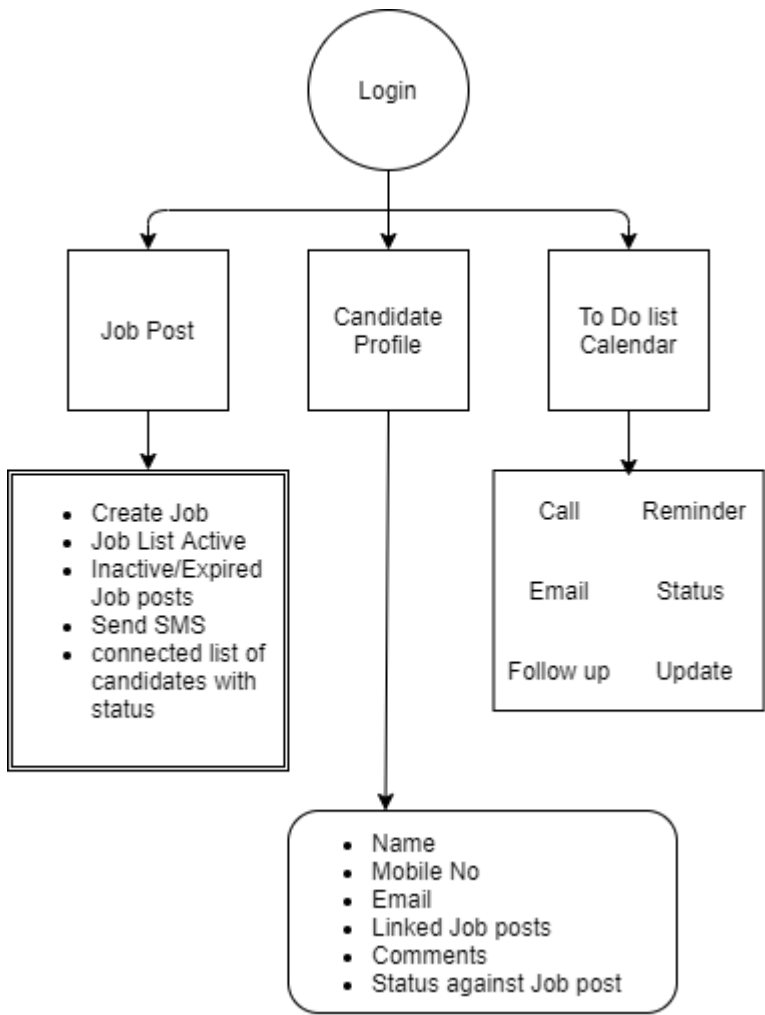 Login
Job Post
Candidate
Profile
To Do list
Calendar
Create Job
Job List Active
Inactive/Expired
Job posts
Send SMS
connected list of
candidates with
status
Call
Reminder
Email
Status
Follow up
Update
Name
Mobile No
Email
Linked Job posts
Comments
Status against Job post